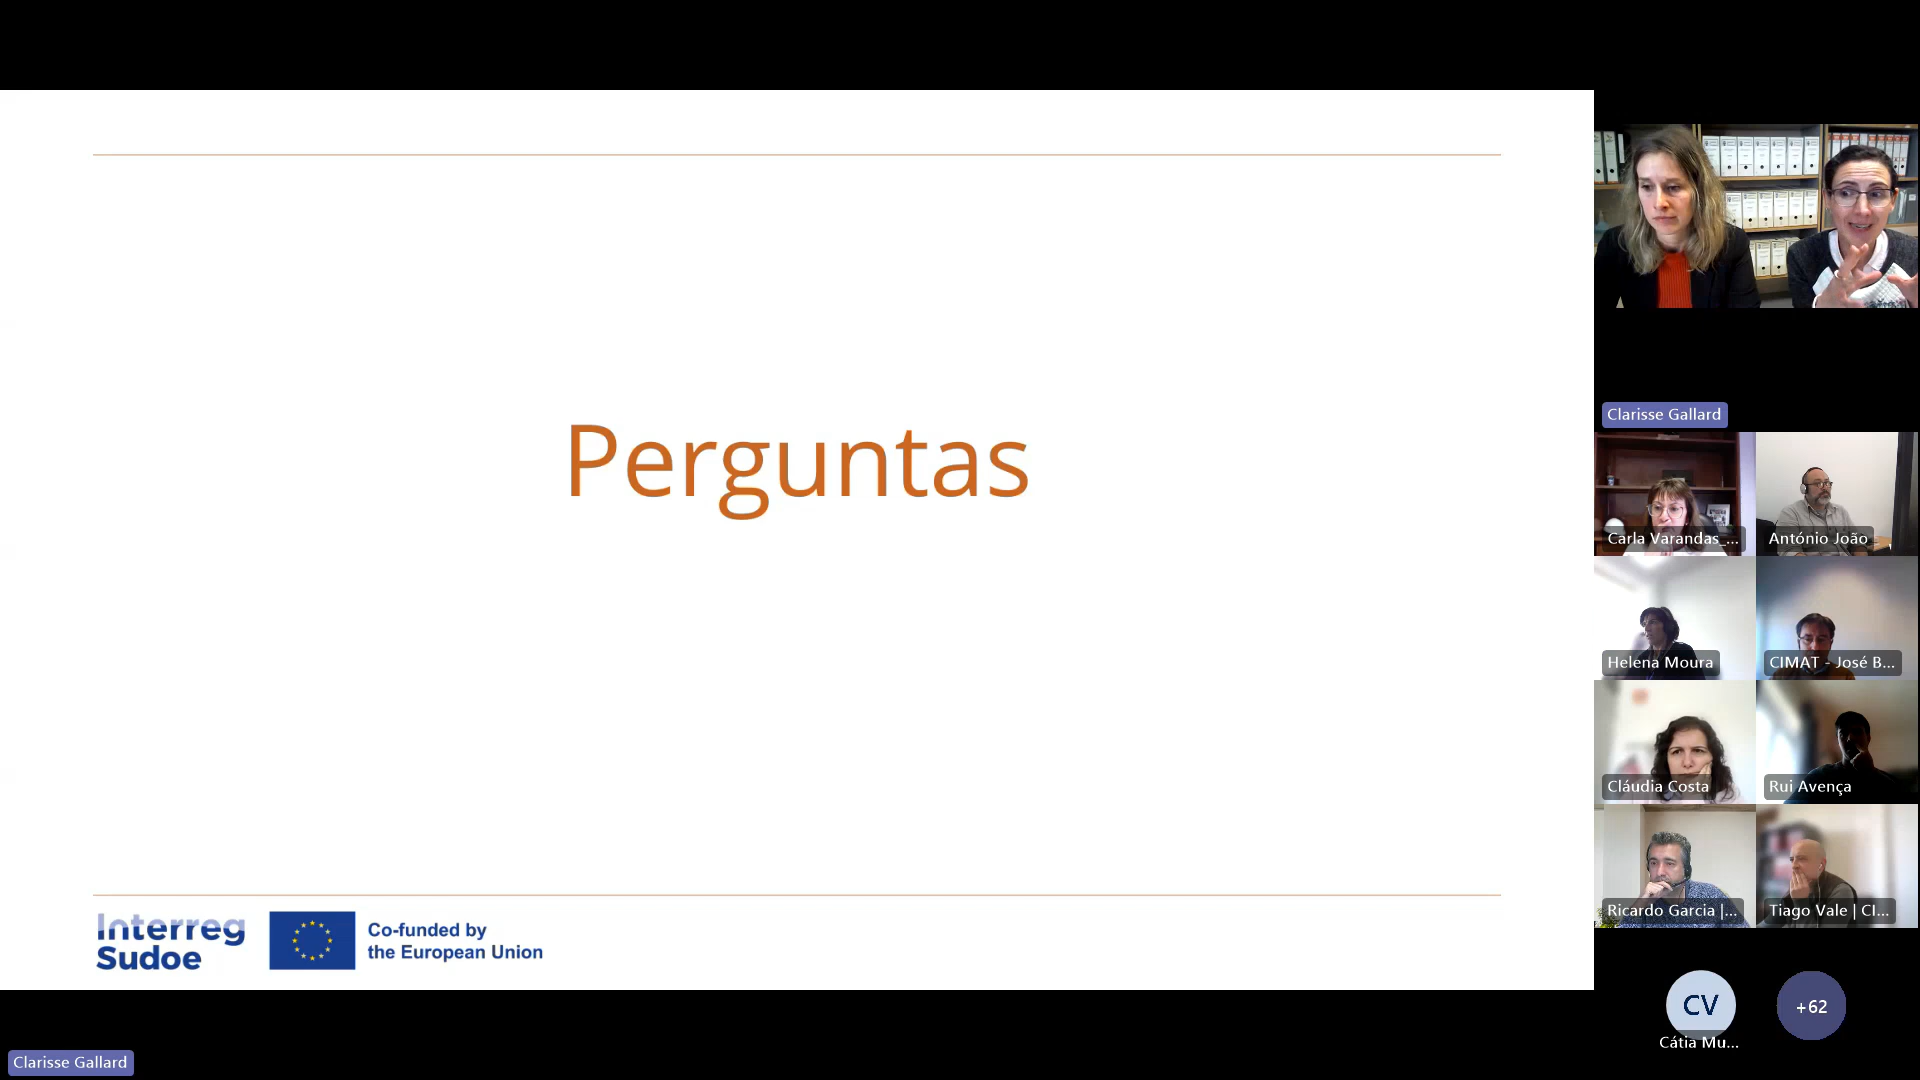 Perguntas
Interreg
Sudoe
Co-funded by
the European Union
Clarisse Gallard
Clarisse Gallard
Carla Varandas_...
António João
Helena Moura
CIMAT - José B...
Cláudia Costa
Rui Avença
Ricardo Garcia |...
Tiago Vale | CI...
CV
+62
Cátia Mu...